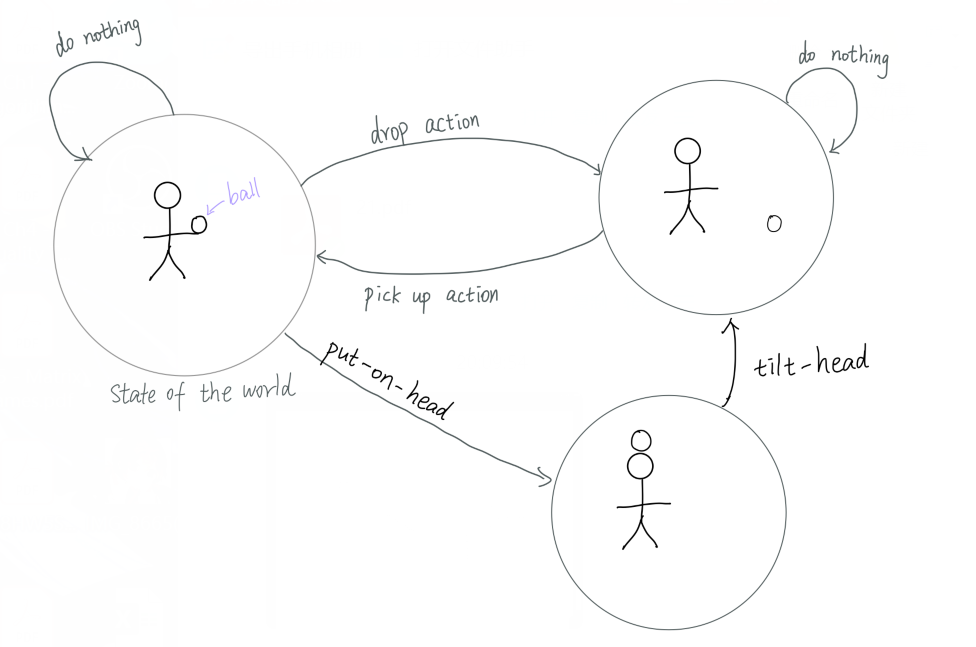 do nothing
do nothing
drop action
ball
pick up action
put-on-head
tilt-head
State of the world